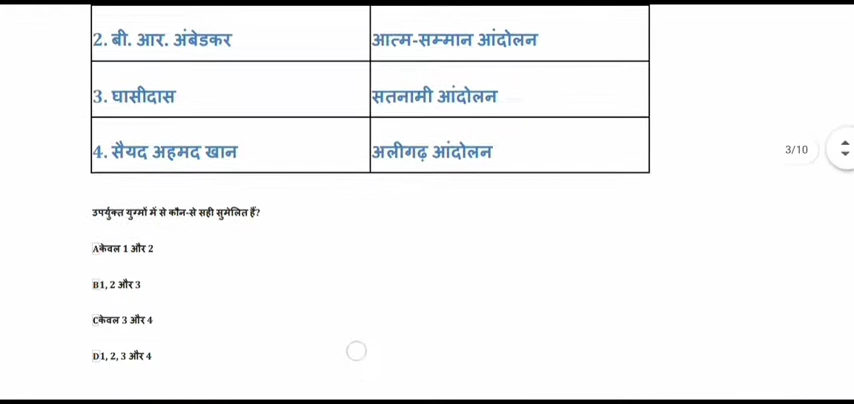 2. बी. आर. अंबेडकर आत्म-सम्मान आंदोलन
3. घासीदास सतनामी आंदोलन
4. सैयद अहमद खान अलीगढ़ आंदोलन
3/10
उपर्युक्त युग्मों में से कौन-से सही सुमेलित हैं?
Aकेवल 1 और 2
B1, 2 और 3
Cकेवल 3 और 4
D1, 2, 3 और 4